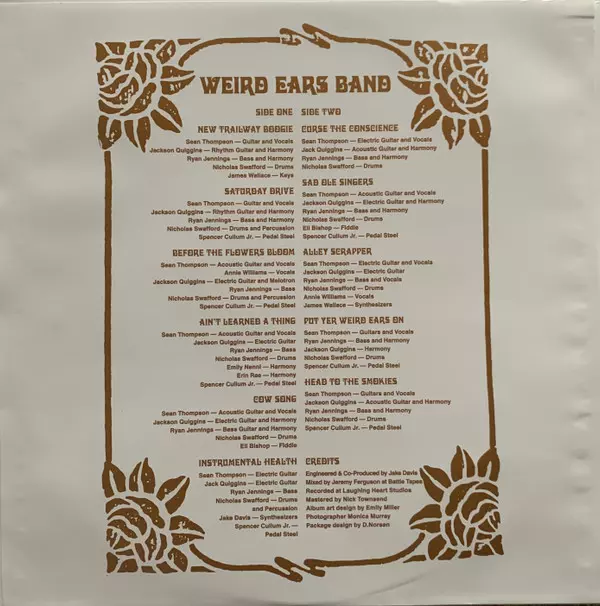 WEIRD EARS BAND
SIDE ONE
NEW TRAILWAY BOOGIE
Sean Thompson — Guitar and Vocals
Jackson Quiggins — Rhythm Guitar and Harmony
Ryan Jennings — Bass and Harmony
Nicholas Swafford — Drums
James Wallace — Keys
SATURDAY DRIVE
Sean Thompson — Guitar and Vocals
Jackson Quiggins — Rhythm Guitar and Harmony
Ryan Jennings — Bass and Harmony
Nicholas Swafford — Drums and Percussion
Spencer Cullum Jr. — Pedal Steel
BEFORE THE FLOWERS BLOOM
Sean Thompson — Acoustic Guitar and Vocals
Annie Williams — Vocals
Jackson Quiggins — Electric Guitar and Melotron
Ryan Jennings — Bass
Nicholas Swafford — Drums and Percussion
Spencer Cullum Jr. — Pedal Steel
AIN'T LEARNED A THING
Sean Thompson — Acoustic Guitar and Vocals
Jackson Quiggins — Electric Guitar
Ryan Jennings — Bass
Nicholas Swafford — Drums
Emily Nenni — Harmony
Erin Rae — Harmony
Spencer Cullum Jr. — Pedal Steel
COW SONG
Sean Thompson — Acoustic Guitar and Vocals
Jackson Quiggins — Electric Guitar
Ryan Jennings — Bass Guitar and Harmony
Nicholas Swafford — Drums
Eli Bishop — Fiddle
INSTRUMENTAL HEALTH
Sean Thompson — Electric Guitar
Jack Quiggins — Electric Guitar
Ryan Jennings — Bass
Nicholas Swafford — Drums
and Percussion
Jake Davis — Synthesizers
Spencer Cullum Jr. —
Pedal Steel
SIDE TWO
CURSE THE CONSCIENCE
Sean Thompson — Electric Guitar and Vocals
Jack Quiggins — Acoustic Guitar and Harmony
Ryan Jennings — Bass and Harmony
Nicholas Swafford — Drums
SAD OLE SINGERS
Sean Thompson — Acoustic Guitar and Vocals
Jackson Quiggins — Electric Guitar and Harmony
Ryan Jennings — Bass and Harmony
Nicholas Swafford — Drums
Eli Bishop — Fiddle
Spencer Cullum Jr. — Pedal Steel
ALLEY SCRAPPER
Sean Thompson — Electric Guitar and Vocals
Jackson Quiggins — Electric Guitar
Ryan Jennings — Bass and Vocals
Nicholas Swafford — Drums
Annie Williams — Vocals
James Wallace — Synthesizers
PUT YER WEIRD EARS ON
Sean Thompson — Guitars and Vocals
Ryan Jennings — Bass and Harmony
Jackson Quiggins — Harmony
Nicholas Swafford — Drums
Spencer Cullum Jr. — Pedal Steel
HEAD TO THE SMOKIES
Sean Thompson — Guitars and Vocals
Jackson Quiggins — Acoustic Guitar and Harmony
Ryan Jennings — Bass and Harmony
Nicholas Swafford — Drums
Spencer Cullum Jr. — Pedal Steel
CREDITS
Engineered & Co-Produced by Jake Davis
Mixed by Jeremy Ferguson at Battle Tapes
Recorded at Laughing Heart Studios
Mastered by Nick Townsend
Album art design by Emily Miller
Photographer Monica Murray
Package design by D.Norsen